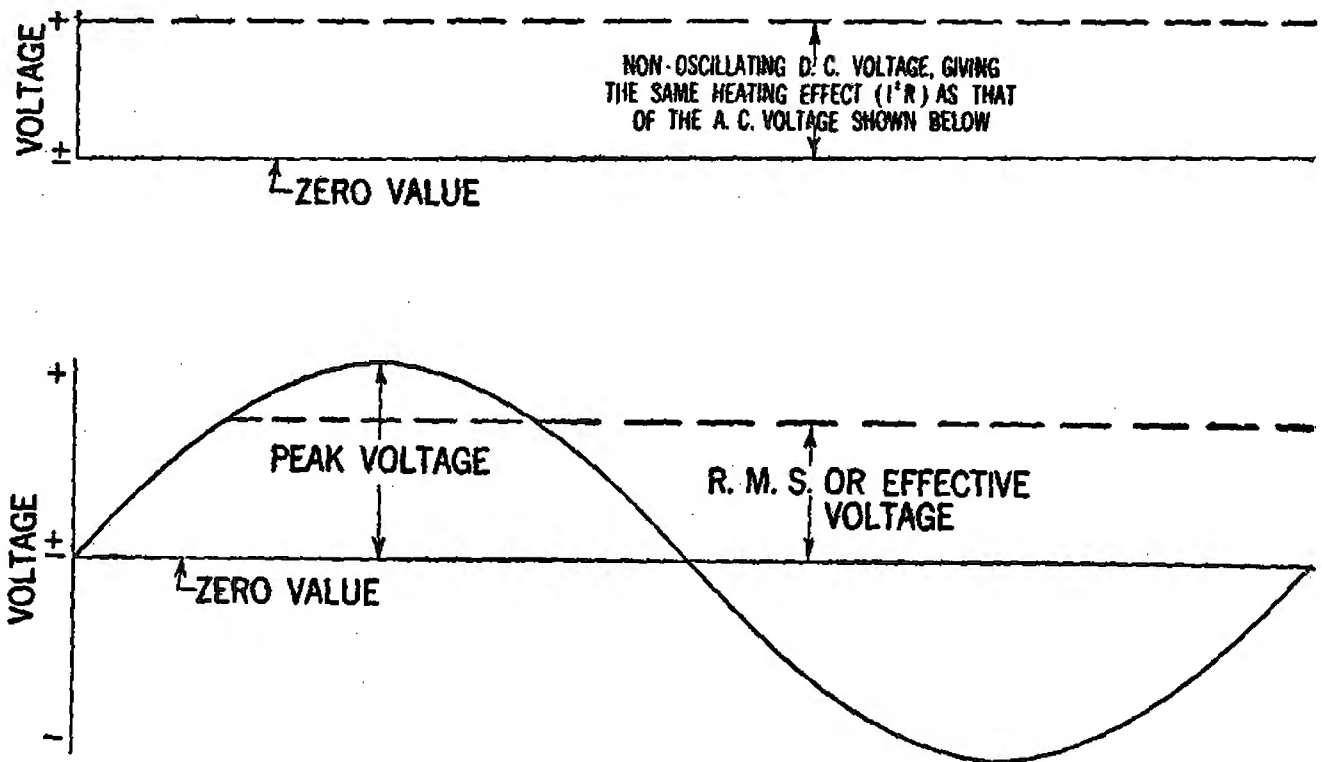 VOLTAGE
+
±
NON-OSCILLATING D. C. VOLTAGE, GIVING
THE SAME HEATING EFFECT (I²R) AS THAT
OF THE A. C. VOLTAGE SHOWN BELOW
ZERO VALUE
VOLTAGE
+
±
-
PEAK VOLTAGE
R. M. S. OR EFFECTIVE
VOLTAGE
ZERO VALUE